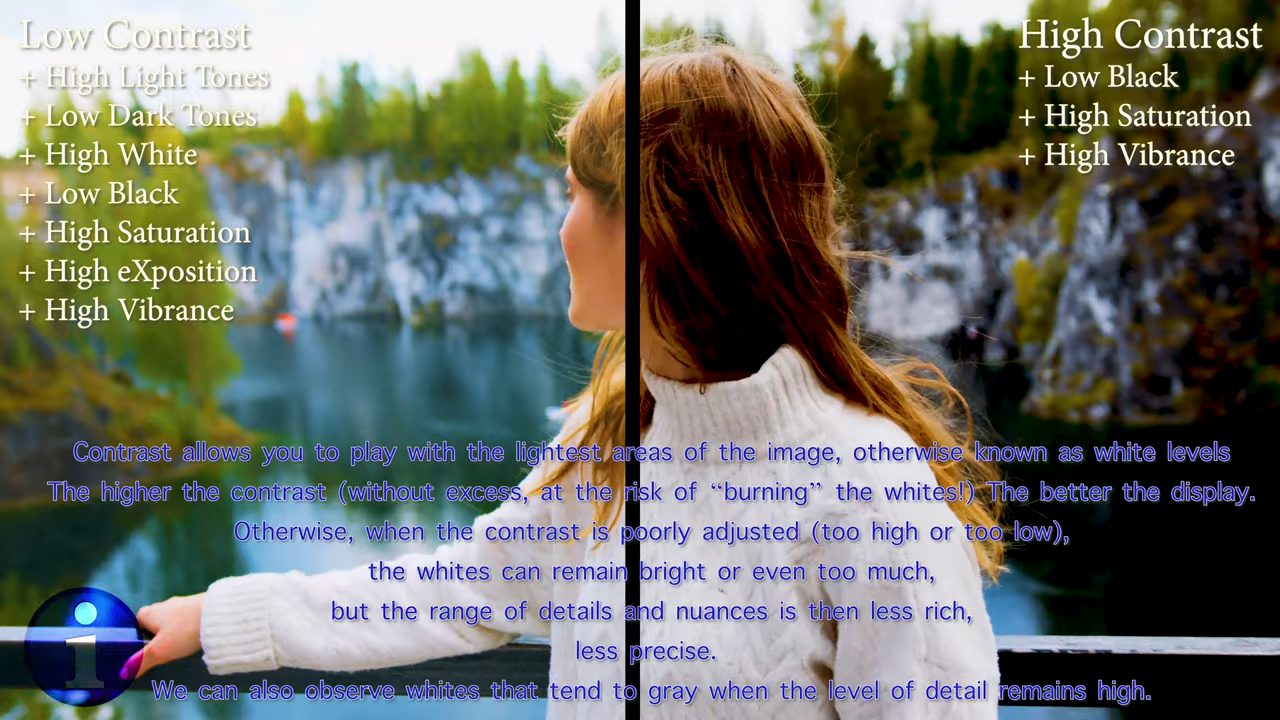 Low Contrast
+ High Light Tones
+ Low Dark Tones
+ High White
+ Low Black
+ High Saturation
+ High eXposition
+ High Vibrance
High Contrast
+ Low Black
+ High Saturation
+ High Vibrance
Contrast allows you to play with the lightest areas of the image, otherwise known as white levels
The higher the contrast (without excess, at the risk of “burning” the whites!) The better the display.
Otherwise, when the contrast is poorly adjusted (too high or too low),
the whites can remain bright or even too much,
but the range of details and nuances is then less rich,
less precise.
We can also observe whites that tend to gray when the level of detail remains high.
i